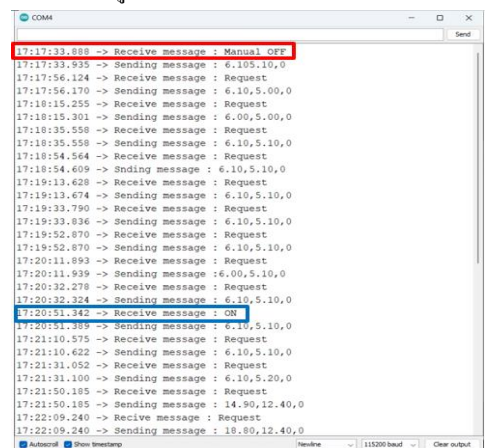 COM4
Send
17:17:33.888 -> Receive message : Manual OFF
17:17:33.935 -> Sending message : 6.105.10,0
17:17:56.124 -> Receive message : Request
17:17:56.170 -> Sending message : 6.10,5.00,0
17:18:15.255 -> Receive message : Request
17:18:15.301 -> Sending message : 6.00,5.00,0
17:18:35.558 -> Receive message : Request
17:18:35.558 -> Sending message : 6.10,5.10,0
17:18:54.564 -> Receive message : Request
17:18:54.609 -> Snding message : 6.10,5.10,0
17:19:13.628 -> Receive message : Request
17:19:13.674 -> Sending message : 6.10,5.10,0
17:19:33.790 -> Receive message : Request
17:19:33.836 -> Sending message : 6.10,5.10,0
17:19:52.870 -> Receive message : Request
17:19:52.870 -> Sending message : 6.10,5.10,0
17:20:11.893 -> Receive message : Request
17:20:11.939 -> Sending message :6.00,5.10,0
17:20:32.278 -> Receive message : Request
17:20:32.324 -> Sending message : 6.10,5.10,0
17:20:51.342 -> Receive message : ON
17:20:51.389 -> Sending message : 6.10,5.10,0
17:21:10.575 -> Receive message : Request
17:21:10.622 -> Sending message : 6.10,5.10,0
17:21:31.052 -> Receive message : Request
17:21:31.100 -> Sending message : 6.10,5.20,0
17:21:50.185 -> Receive message : Request
17:21:50.185 -> Sending message : 14.90,12.40,0
17:22:09.240 -> Recive message : Request
17:22:09.240 -> Sending message : 18.80,12.40,0
Autoscroll Show timestamp Newline 115200 baud Clear output